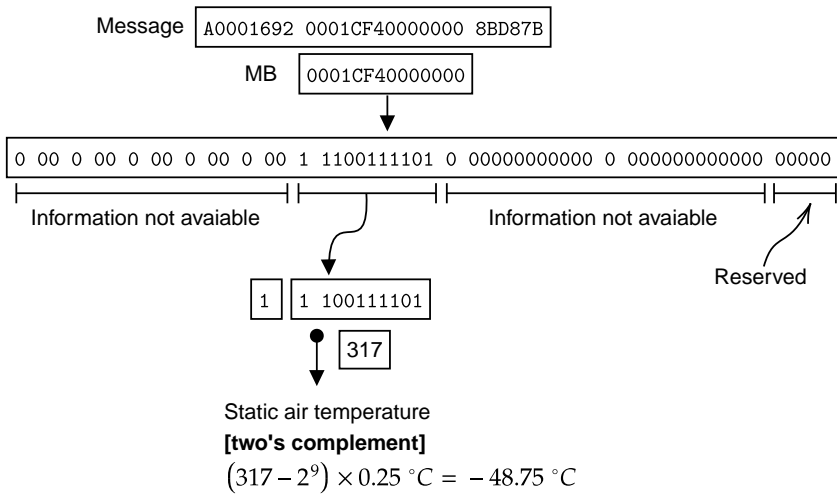 Message A0001692 0001CF40000000 8BD87B
MB 0001CF40000000
0 00 0 00 0 00 0 00 0 00 1 1100111101 0 00000000000 0 000000000000 00000
Information not avaiable Information not avaiable
Reserved
1 1 100111101
317
Static air temperature
[two's complement]
(317 − 2⁹) × 0.25 °C = − 48.75 °C